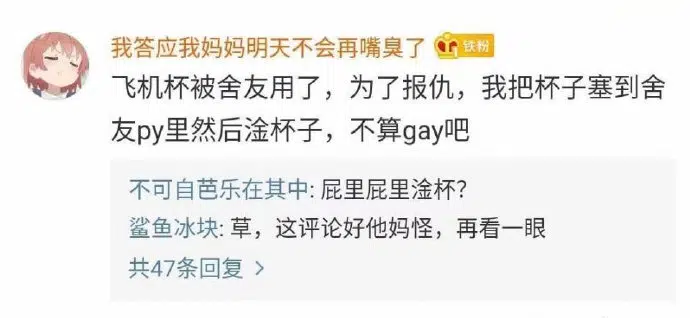 我答应我妈妈明天不会再嘴臭了 铁粉
飞机杯被舍友用了，为了报仇，我把杯子塞到舍
友py里然后淦杯子，不算gay吧
不可自芭乐在其中: 屁里屁里淦杯？
鲨鱼冰块: 草，这评论好他妈怪，再看一眼
共47条回复 >